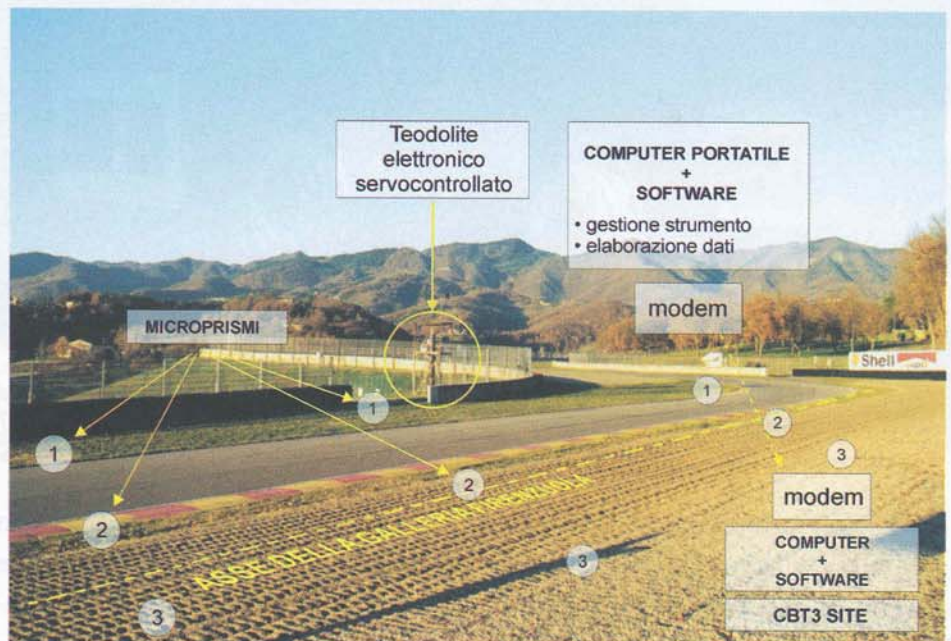 Teodolite
elettronico
servocontrollato
COMPUTER PORTATILE
+
SOFTWARE
• gestione strumento
• elaborazione dati
modem
MICROPRISMI
Shell
1
1
1
2
2
2
3
3
3
ASSE DELLA GALLERIA FIRENZUOLA
modem
COMPUTER
+
SOFTWARE
CBT3 SITE